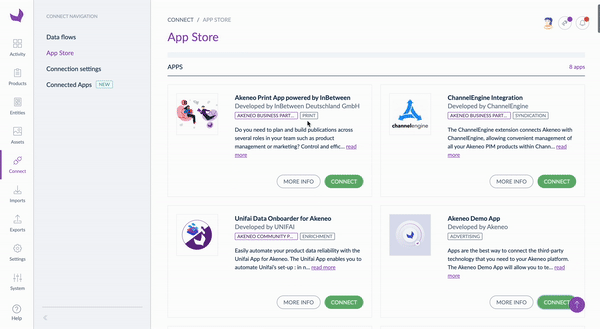 CONNECT NAVIGATION
Data flows
App Store
Connection settings
Connected Apps NEW
Activity
Products
Entities
Assets
Connect
Imports
Exports
Settings
System
Help
CONNECT / APP STORE
App Store
APPS
8 apps
Akeneo Print App powered by InBetween
Developed by InBetween Deutschland GmbH
AKENEO BUSINESS PART... PRINT
Do you need to plan and build publications across
several roles in your team such as product
management or marketing? Control and effic... read
more
MORE INFO CONNECT
ChannelEngine Integration
Developed by ChannelEngine
AKENEO BUSINESS PART... SYNDICATION
The ChannelEngine extension connects Akeneo with
ChannelEngine, allowing convenient management of
all your Akeneo PIM products within Chann... read
more
channelengine
MORE INFO CONNECT
Unifai Data Onboarder for Akeneo
Developed by UNIFAI
AKENEO COMMUNITY P... ENRICHMENT
Easily automate your product data reliability with the
Unifai App for Akeneo. The Unifai App enables you to
automate Unifai's set-up : in n... read more
MORE INFO CONNECT
Akeneo Demo App
Developed by Akeneo
ADVERTISING
Apps are the best way to connect the third-party
technology that you need to your Akeneo platform.
The Akeneo Demo App will allow you to te... read
more
MORE INFO CONNECT